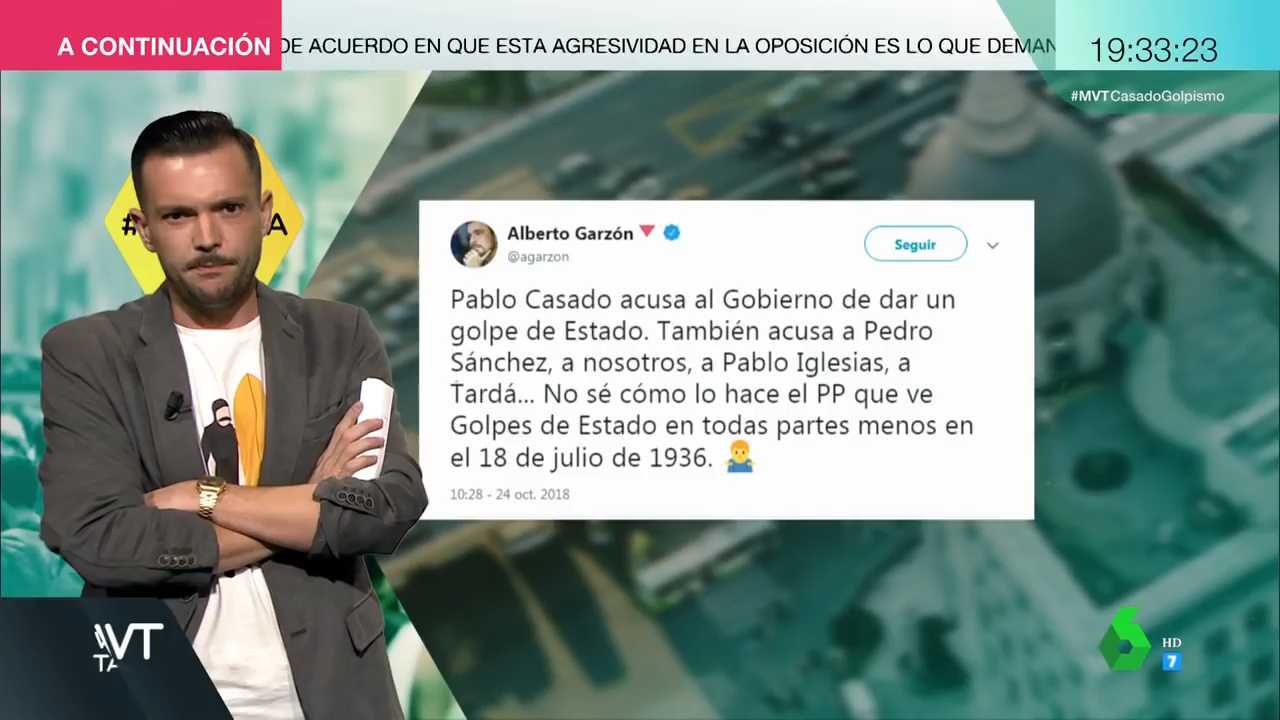 A CONTINUACIÓN
DE ACUERDO EN QUE ESTA AGRESIVIDAD EN LA OPOSICIÓN ES LO QUE DEMAN
19:33:23
#MVTCasadoGolpismo
#
A
Alberto Garzón
@agarzon
Seguir
Pablo Casado acusa al Gobierno de dar un
golpe de Estado. También acusa a Pedro
Sánchez, a nosotros, a Pablo Iglesias, a
Tardá... No sé cómo lo hace el PP que ve
Golpes de Estado en todas partes menos en
el 18 de julio de 1936. 🤷‍♂️
10:28 - 24 oct. 2018
MVT
TA
HD
7